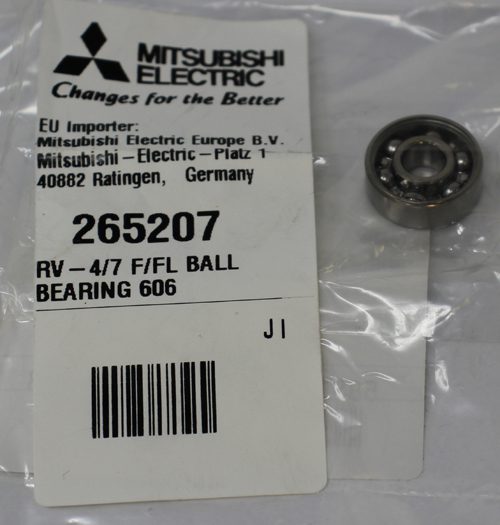 MITSUBISHI
ELECTRIC
Changes for the Better
EU Importer:
Mitsubishi Electric Europe B.V.
Mitsubishi-Electric-Platz 1
40882 Ratingen, Germany
265207
RV-4/7 F/FL BALL
BEARING 606
JI